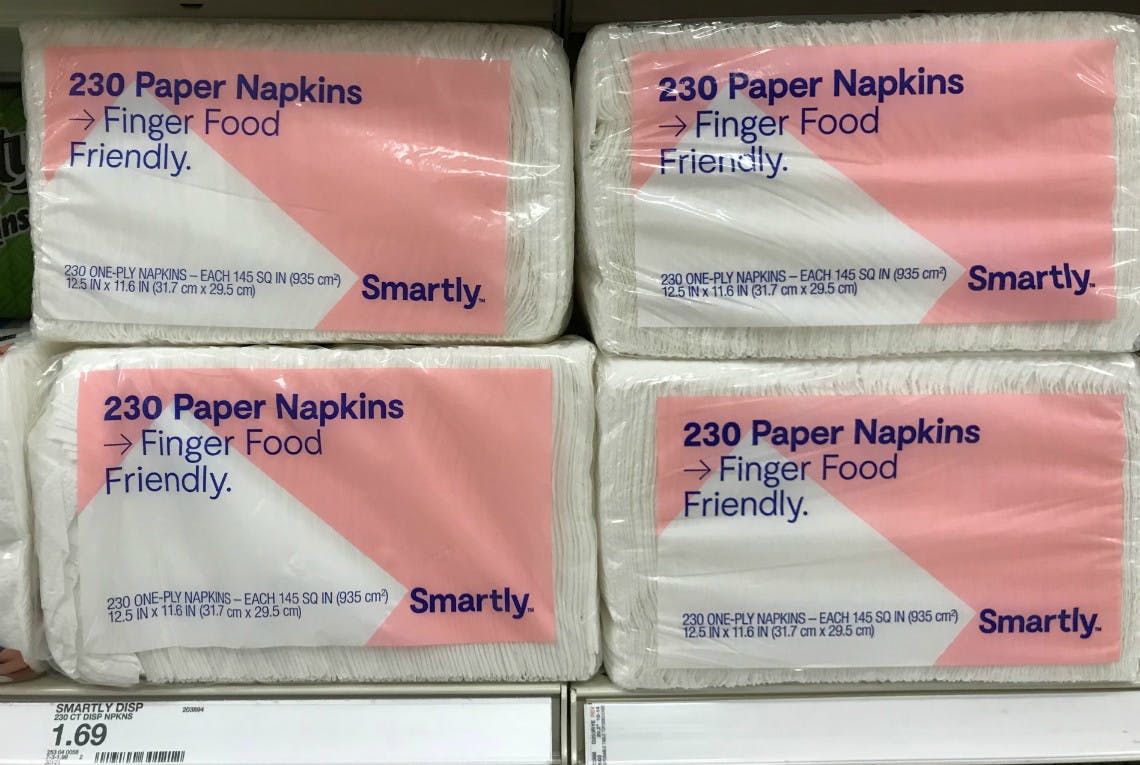 230 Paper Napkins
→ Finger Food
Friendly.
230 ONE-PLY NAPKINS – EACH 145 SQ IN (935 cm²)
12.5 IN x 11.6 IN (31.7 cm x 29.5 cm)
Smartly™
230 Paper Napkins
→ Finger Food
Friendly.
230 ONE-PLY NAPKINS – EACH 145 SQ IN (935 cm²)
12.5 IN x 11.6 IN (31.7 cm x 29.5 cm)
Smartly™
230 Paper Napkins
→ Finger Food
Friendly.
230 ONE-PLY NAPKINS – EACH 145 SQ IN (935 cm²)
12.5 IN x 11.6 IN (31.7 cm x 29.5 cm)
Smartly™
230 Paper Napkins
→ Finger Food
Friendly.
230 ONE-PLY NAPKINS – EACH 145 SQ IN (935 cm²)
12.5 IN x 11.6 IN (31.7 cm x 29.5 cm)
Smartly™
SMARTLY DISP 203894
230 CT DISP NPKNS
1.69